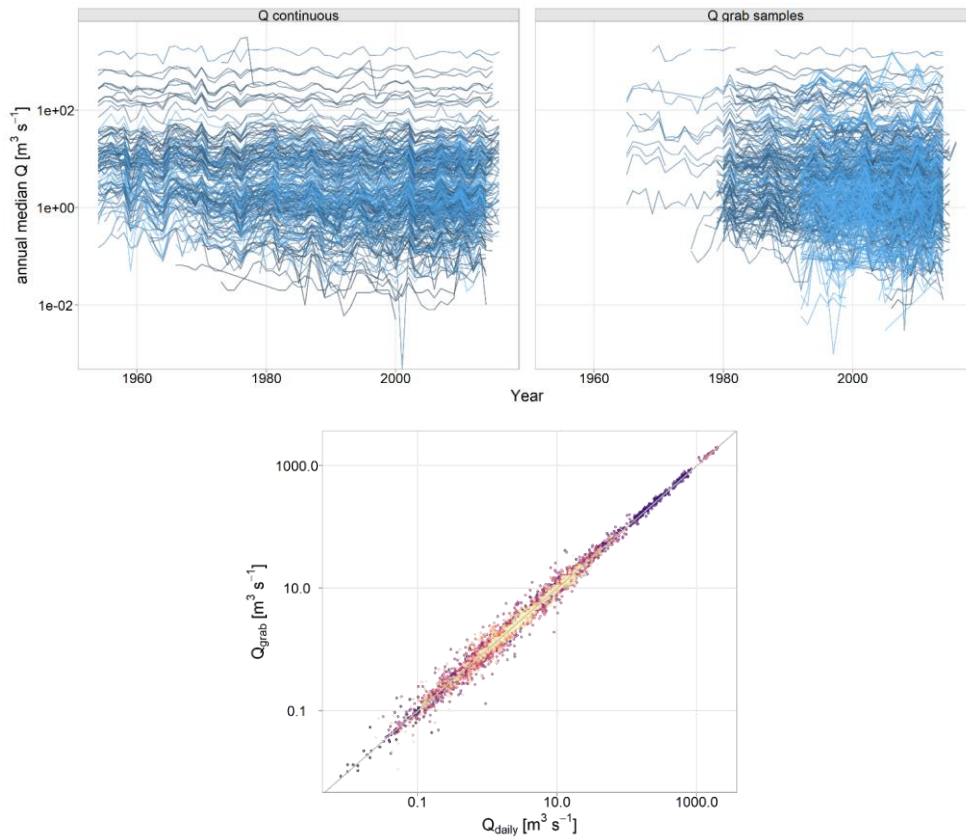 Q continuous
Q grab samples
annual median Q [m³ s⁻¹]
1e+02
1e+00
1e-02
1960
1980
2000
1960
1980
2000
Year
Q_grab [m³ s⁻¹]
1000.0
10.0
0.1
0.1
10.0
1000.0
Q_daily [m³ s⁻¹]